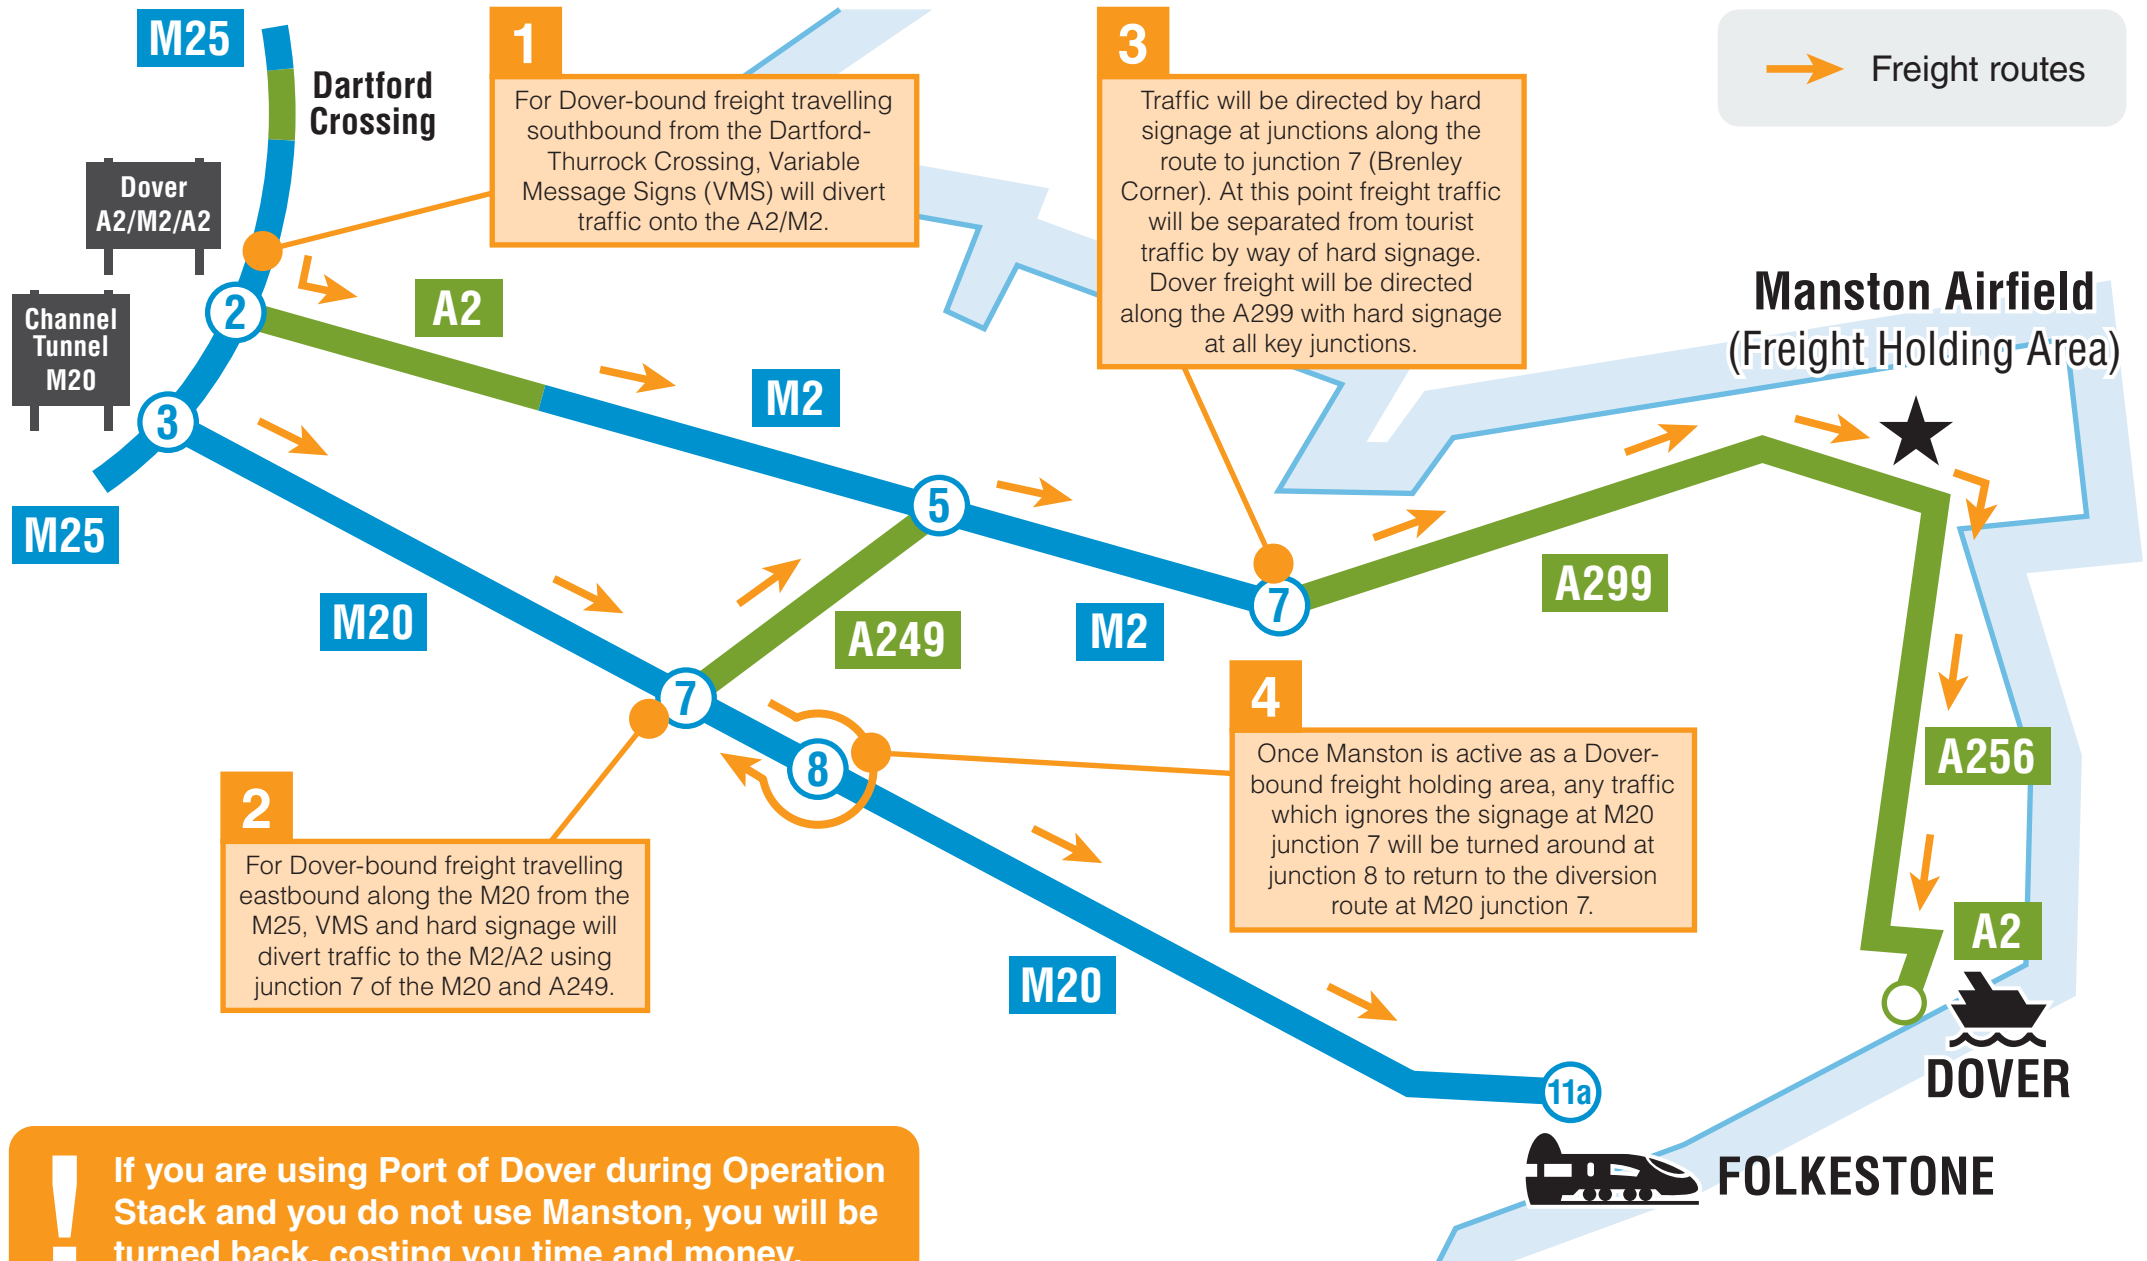 M25
Dartford
Crossing
Dover
A2/M2/A2
Channel
Tunnel
M20
1
For Dover-bound freight travelling
southbound from the Dartford-
Thurrock Crossing, Variable
Message Signs (VMS) will divert
traffic onto the A2/M2.
3
Traffic will be directed by hard
signage at junctions along the
route to junction 7 (Brenley
Corner). At this point freight traffic
will be separated from tourist
traffic by way of hard signage.
Dover freight will be directed
along the A299 with hard signage
at all key junctions.
Freight routes
Manston Airfield
(Freight Holding Area)
2
A2
M2
3
M25
5
M20
A249
M2
7
A299
7
8
A256
4
Once Manston is active as a Dover-
bound freight holding area, any traffic
which ignores the signage at M20
junction 7 will be turned around at
junction 8 to return to the diversion
route at M20 junction 7.
2
For Dover-bound freight travelling
eastbound along the M20 from the
M25, VMS and hard signage will
divert traffic to the M2/A2 using
junction 7 of the M20 and A249.
M20
A2
DOVER
11a
FOLKESTONE
! If you are using Port of Dover during Operation
Stack and you do not use Manston, you will be
turned back, costing you time and money.